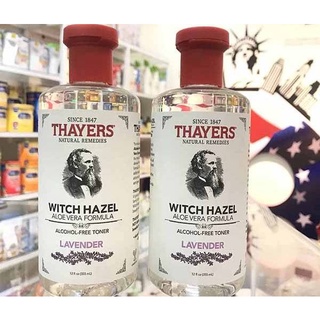 SINCE 1847
THAYERS
NATURAL REMEDIES
WITCH HAZEL
ALOE VERA FORMULA
ALCOHOL-FREE TONER
LAVENDER
SINCE 1847
THAYERS
NATURAL REMEDIES
WITCH HAZEL
ALOE VERA FORMULA
ALCOHOL-FREE TONER
LAVENDER